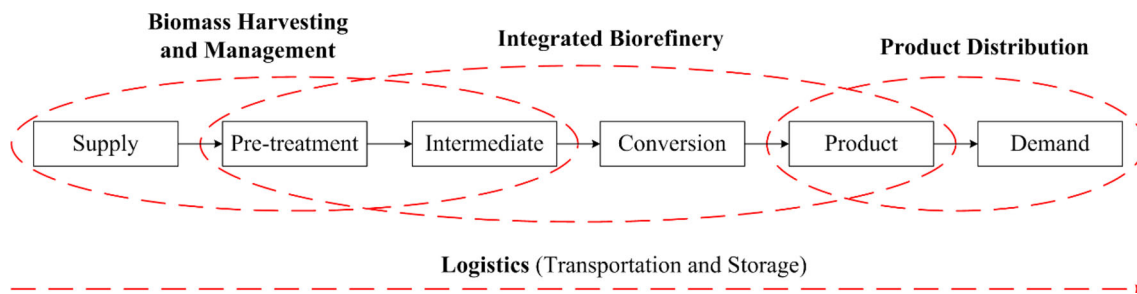 Biomass Harvesting
and Management
Integrated Biorefinery
Product Distribution
Supply
Pre-treatment
Intermediate
Conversion
Product
Demand
Logistics (Transportation and Storage)